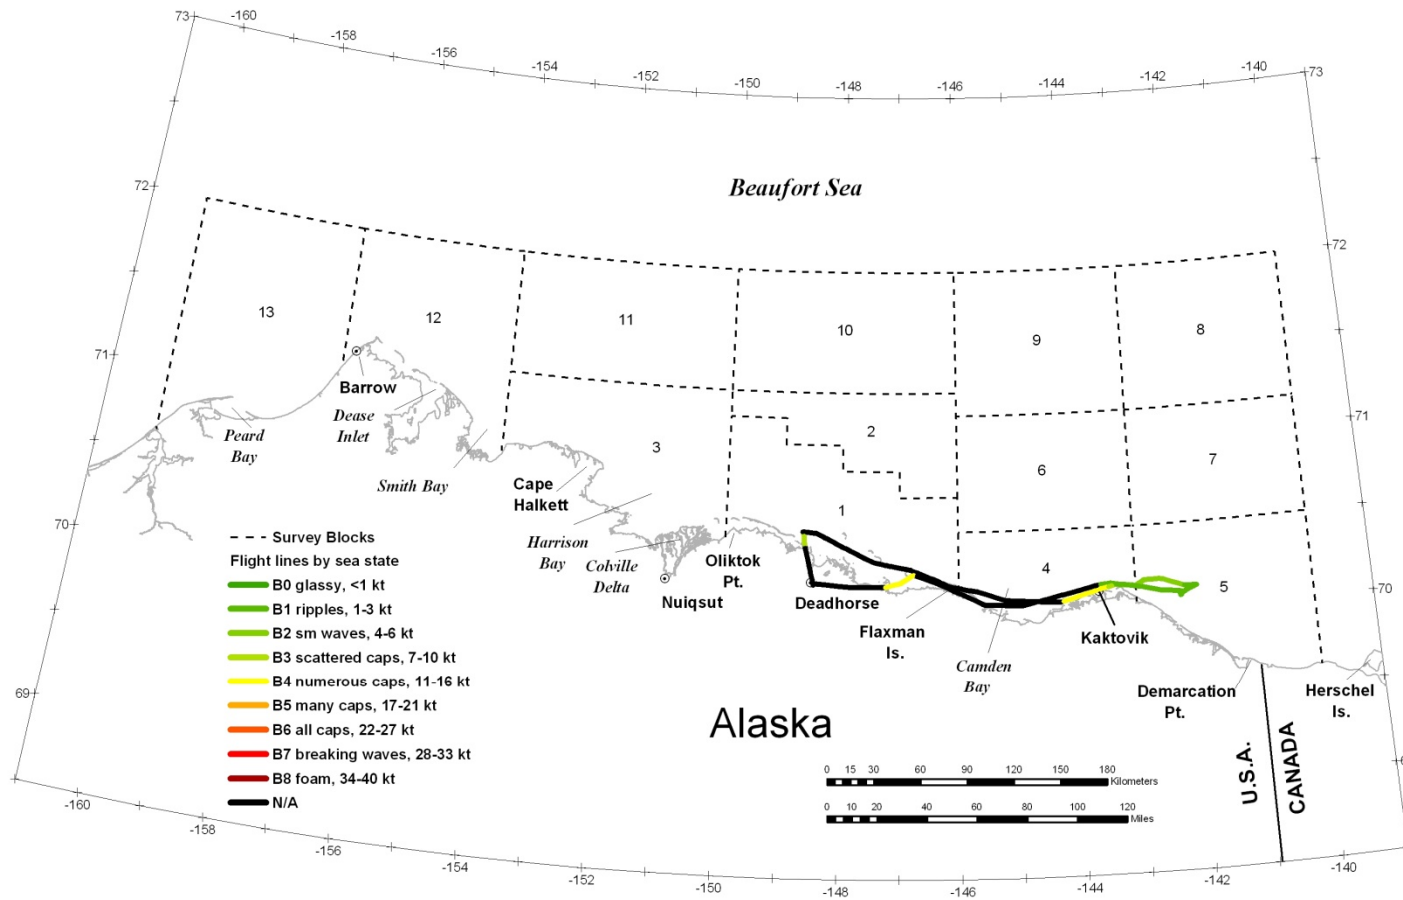 73
-160
-158
-156
-154
-152
-150
-148
-146
-144
-142
-140
73
72
Beaufort Sea
72
13
12
11
10
9
8
71
Barrow
Dease
Inlet
Peard
Bay
Smith Bay
3
2
71
6
7
Cape
Halkett
70
1
Harrison
Bay
Colville
Delta
Oliktok
Pt.
Nuiqsut
Deadhorse
4
5
70
Flaxman
Is.
Kaktovik
Camden
Bay
Demarcation
Pt.
Herschel
Is.
Survey Blocks
Flight lines by sea state
B0 glassy, <1 kt
B1 ripples, 1-3 kt
B2 sm waves, 4-6 kt
B3 scattered caps, 7-10 kt
B4 numerous caps, 11-16 kt
B5 many caps, 17-21 kt
B6 all caps, 22-27 kt
B7 breaking waves, 28-33 kt
B8 foam, 34-40 kt
N/A
69
Alaska
U.S.A.
CANADA
0 15 30 60 90 120 150 180
Kilometers
0 10 20 40 60 80 100 120
Miles
-160
-158
-156
-154
-152
-150
-148
-146
-144
-142
-140